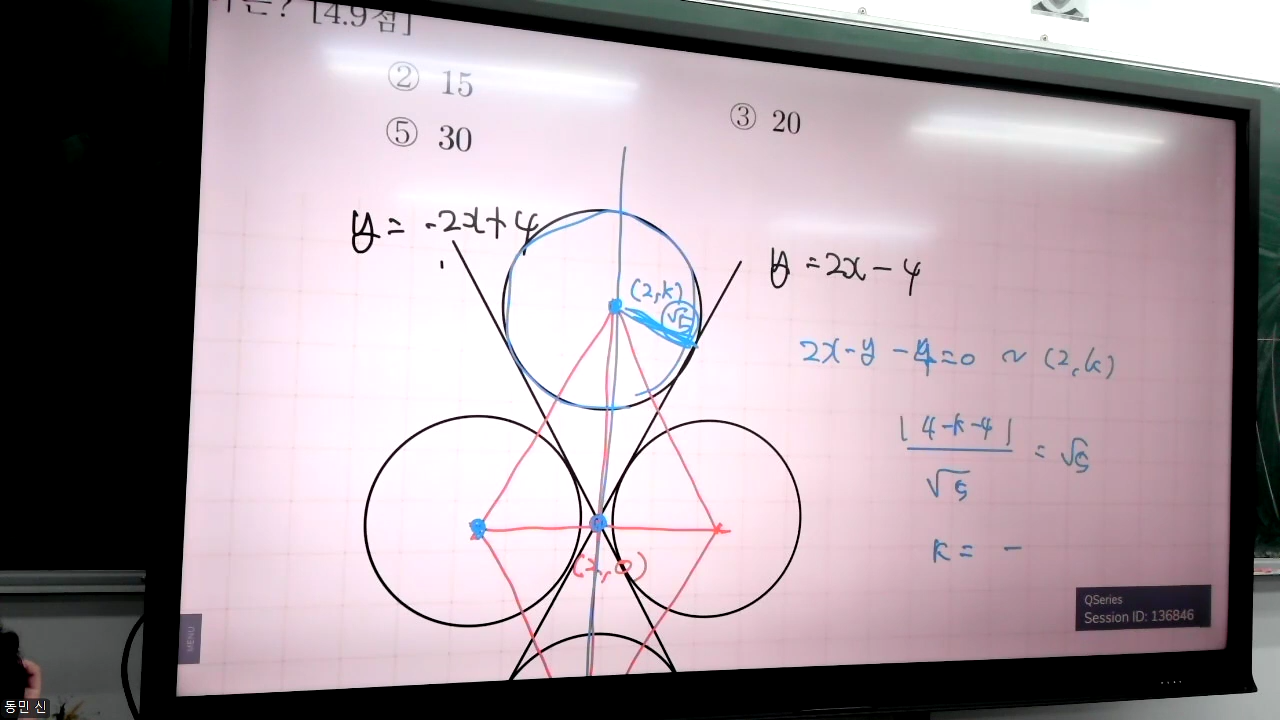 는? [4.9점]
② 15
③ 20
⑤ 30
y = -2x+4
y = 2x-4
(2,k)
√5
2x-y-4=0 ~ (2,k)
|4-k-4|
√5
= √5
k = -
(2,0)
QSeries
Session ID: 136846
MENU
동민 신